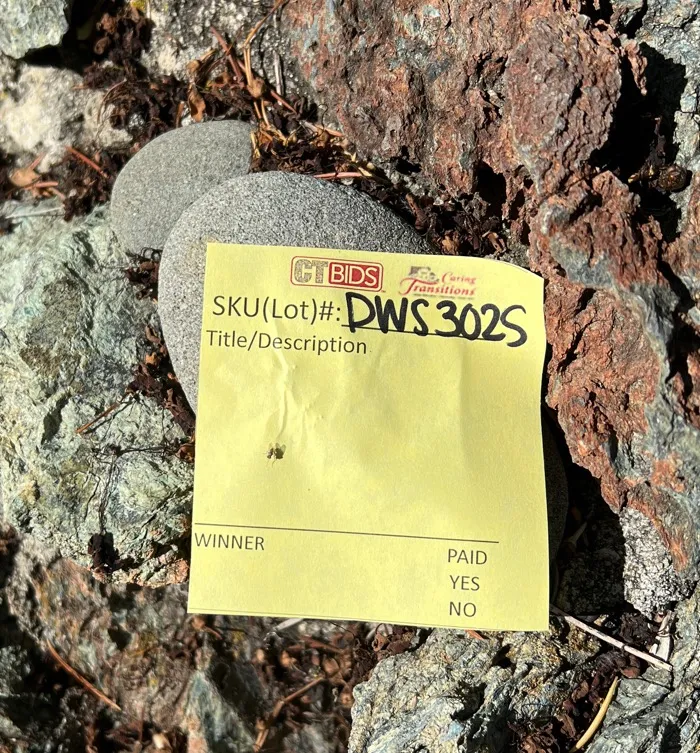 CTBIDS
Caring
Transitions
SKU(Lot)#: DWS302S
Title/Description
WINNER
PAID
YES
NO